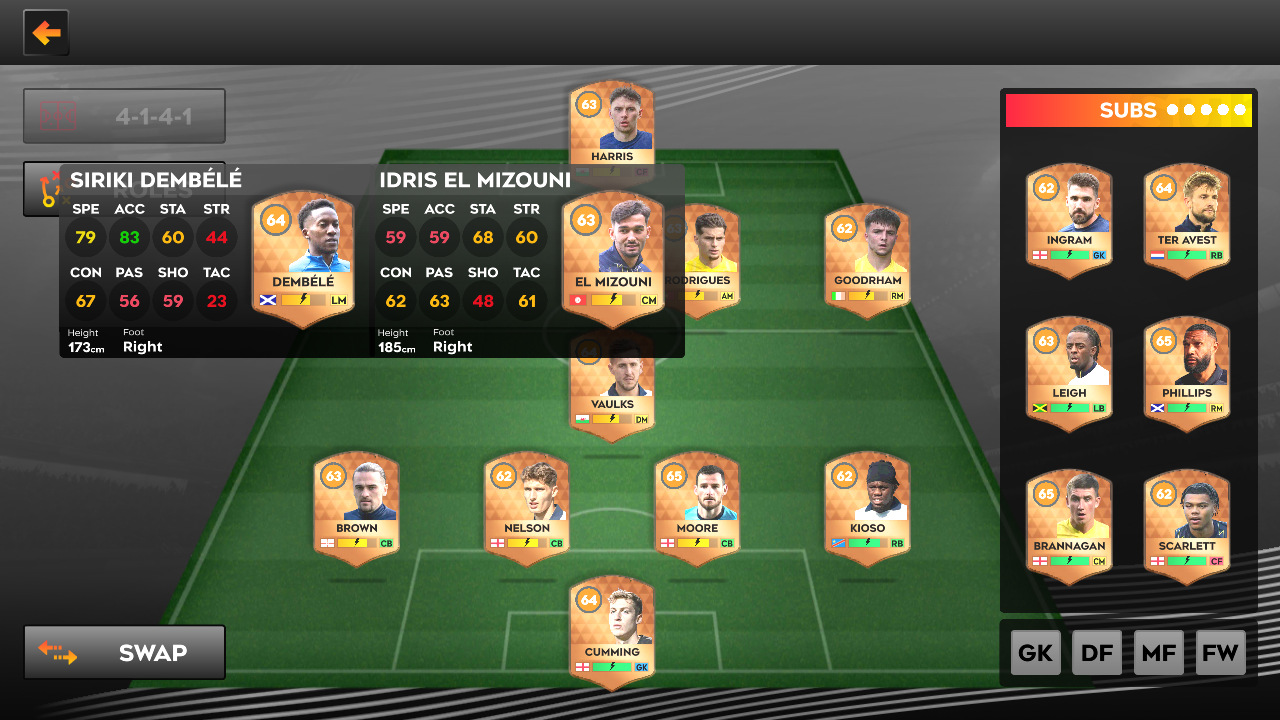 4-1-4-1
63
HARRIS
CF
ROLES
SIRIKI DEMBÉLÉ
SPE ACC STA STR
79 83 60 44
CON PAS SHO TAC
67 56 59 23
Height Foot
173cm Right
64
DEMBÉLÉ
LM
IDRIS EL MIZOUNI
SPE ACC STA STR
59 59 68 60
CON PAS SHO TAC
62 63 48 61
Height Foot
185cm Right
63
EL MIZOUNI
CM
RODRIGUES
AM
62
GOODRHAM
RM
VAULKS
DM
63
BROWN
CB
62
NELSON
CB
65
MOORE
CB
62
KIOSO
RB
64
CUMMING
GK
SWAP
SUBS
62
INGRAM
GK
64
TER AVEST
RB
63
LEIGH
LB
65
PHILLIPS
RM
65
BRANNAGAN
CM
62
SCARLETT
CF
GK DF MF FW